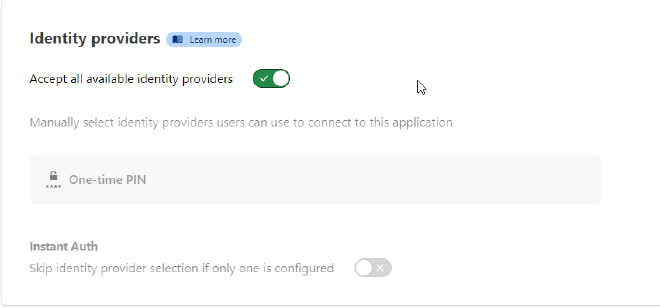 Identity providers Learn more
Accept all available identity providers
Manually select identity providers users can use to connect to this application
One-time PIN
Instant Auth
Skip identity provider selection if only one is configured